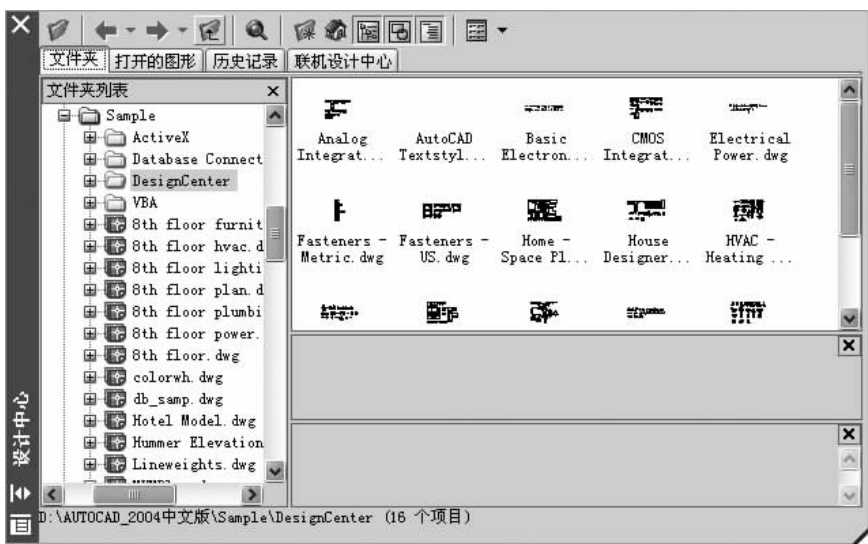 文件夹 打开的图形 历史记录 联机设计中心
文件夹列表
Sample
ActiveX
Database Connect
DesignCenter
VBA
8th floor furnit
8th floor hvac.d
8th floor lighti
8th floor plan.d
8th floor plumbi
8th floor power.
8th floor.dwg
colorwh.dwg
db_samp.dwg
Hotel Model.dwg
Hummer Elevation
Lineweights.dwg
Analog Integrat...
AutoCAD Textstyl...
Basic Electron...
CMOS Integrat...
Electrical Power.dwg
Fasteners - Metric.dwg
Fasteners - US.dwg
Home - Space Pl...
House Designer...
HVAC - Heating ...
设计中心
D:\AUTOCAD_2004中文版\Sample\DesignCenter (16 个项目)